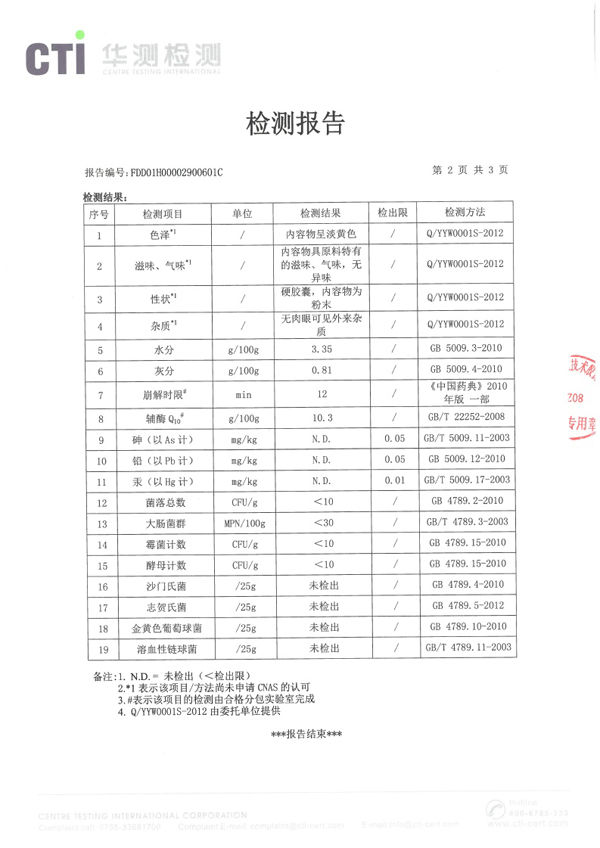 CTI 华测检测
CENTRE TESTING INTERNATIONAL
检测报告
报告编号: FDD01H00002900601C 第 2 页 共 3 页
检测结果:
序号 检测项目 单位 检测结果 检出限 检测方法
1 色泽*1 / 内容物呈淡黄色 / Q/YYW0001S-2012
2 滋味、气味*1 / 内容物具原料特有的滋味、气味，无异味 / Q/YYW0001S-2012
3 性状*1 / 硬胶囊，内容物为粉末 / Q/YYW0001S-2012
4 杂质*1 / 无肉眼可见外来杂质 / Q/YYW0001S-2012
5 水分 g/100g 3.35 / GB 5009.3-2010
6 灰分 g/100g 0.81 / GB 5009.4-2010
7 崩解时限# min 12 / 《中国药典》2010年版 一部
8 辅酶 Q10# g/100g 10.3 / GB/T 22252-2008
9 砷（以 As 计） mg/kg N.D. 0.05 GB/T 5009.11-2003
10 铅（以 Pb 计） mg/kg N.D. 0.05 GB 5009.12-2010
11 汞（以 Hg 计） mg/kg N.D. 0.01 GB/T 5009.17-2003
12 菌落总数 CFU/g ＜10 / GB 4789.2-2010
13 大肠菌群 MPN/100g ＜30 / GB/T 4789.3-2003
14 霉菌计数 CFU/g ＜10 / GB 4789.15-2010
15 酵母计数 CFU/g ＜10 / GB 4789.15-2010
16 沙门氏菌 /25g 未检出 / GB 4789.4-2010
17 志贺氏菌 /25g 未检出 / GB 4789.5-2012
18 金黄色葡萄球菌 /25g 未检出 / GB 4789.10-2010
19 溶血性链球菌 /25g 未检出 / GB/T 4789.11-2003
备注:1. N.D.= 未检出（＜检出限）
2.*1 表示该项目/方法尚未申请 CNAS 的认可
3.#表示该项目的检测由合格分包实验室完成
4. Q/YYW0001S-2012 由委托单位提供
***报告结束***
技术服
专用章
CENTRE TESTING INTERNATIONAL CORPORATION
Hotline
400-6788-333
Complaint call: 0755-33681700 Complaint E-mail: complaint@cti-cert.com E-mail:info@cti-cert.com www.cti-cert.com